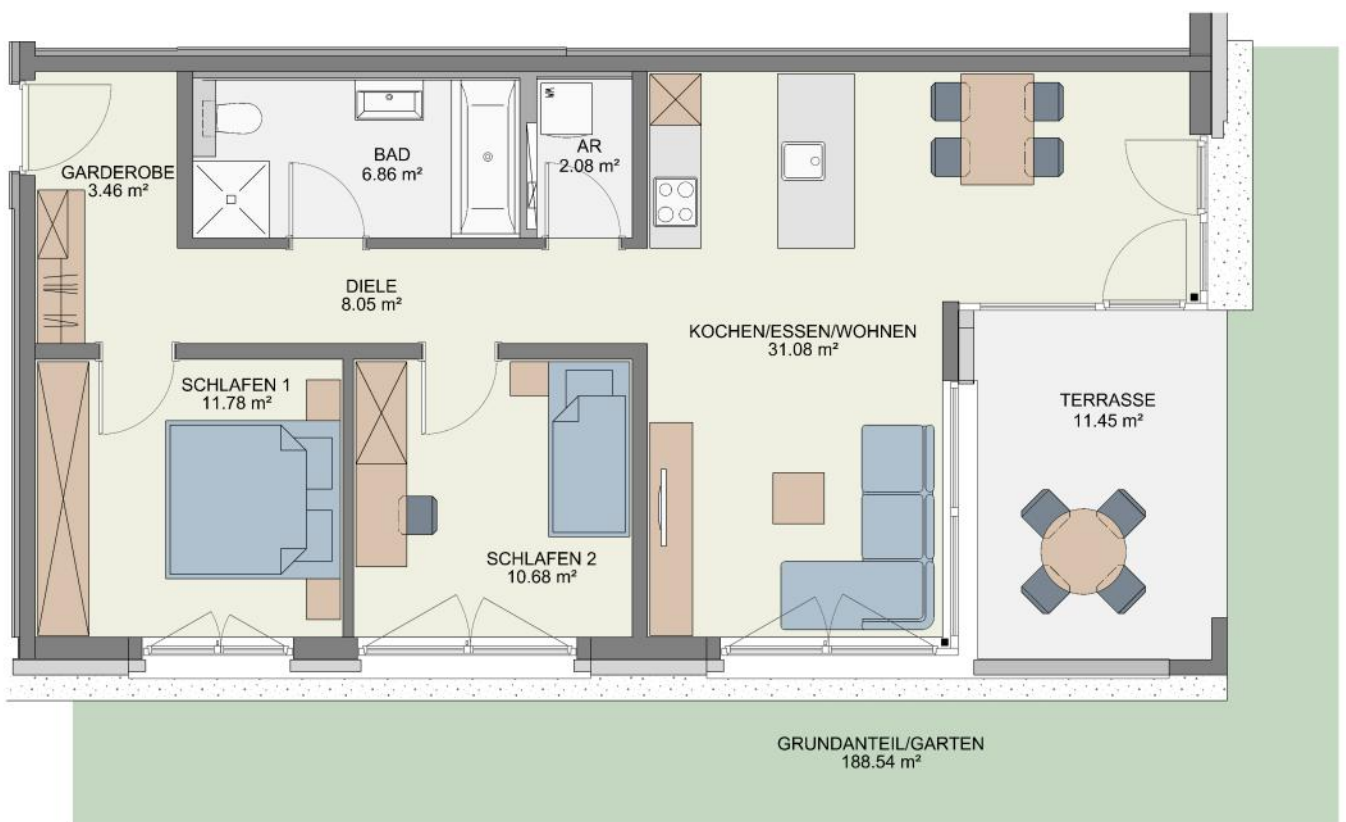 GARDEROBE
3.46 m²
BAD
6.86 m²
WM
AR
2.08 m²
DIELE
8.05 m²
KOCHEN/ESSEN/WOHNEN
31.08 m²
SCHLAFEN 1
11.78 m²
TERRASSE
11.45 m²
SCHLAFEN 2
10.68 m²
GRUNDANTEIL/GARTEN
188.54 m²